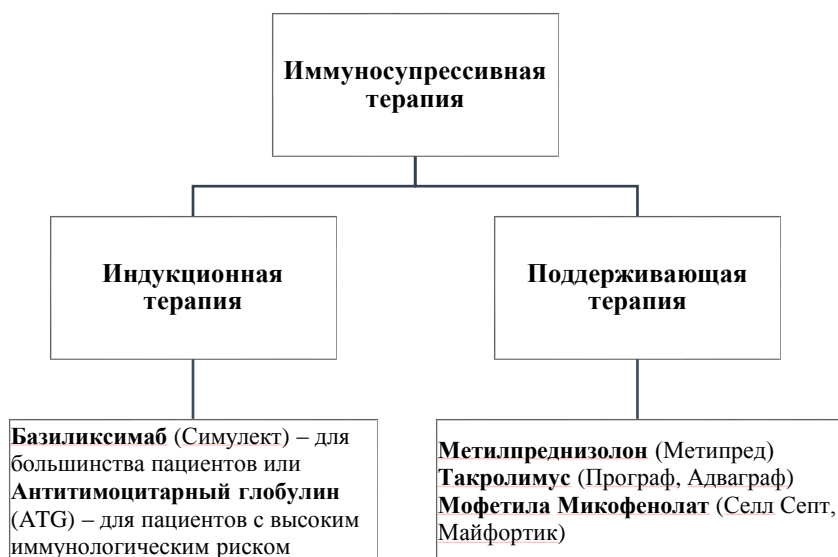 Иммуносупрессивная
терапия
Индукционная
терапия
Поддерживающая
терапия
Базиликсимаб (Симулект) – для
большинства пациентов или
Антитимоцитарный глобулин
(ATG) – для пациентов с высоким
иммунологическим риском
Метилпреднизолон (Метипред)
Такролимус (Програф, Адваграф)
Мофетила Микофенолат (Селл Септ,
Майфортик)